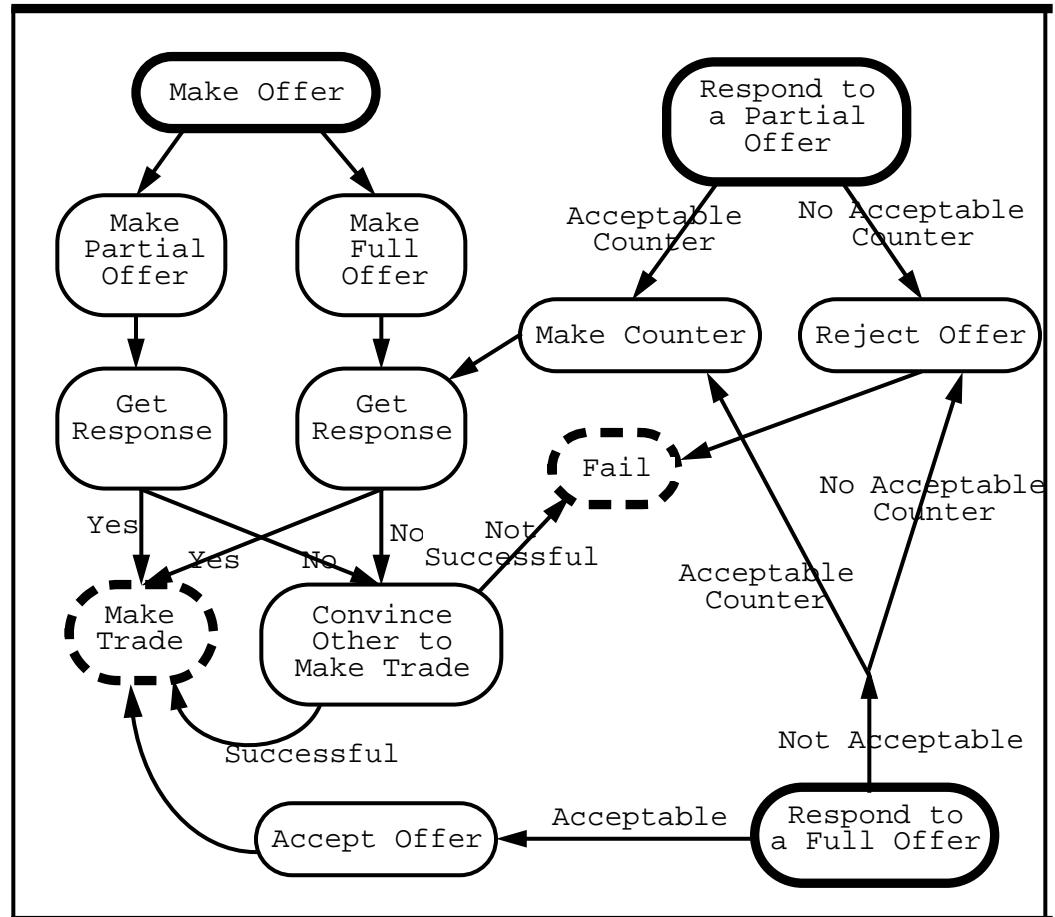 Make Offer
Respond to
a Partial
Offer
Make
Partial
Offer
Make
Full
Offer
Acceptable
Counter
No Acceptable
Counter
Make Counter
Reject Offer
Get
Response
Get
Response
Fail
No Acceptable
Counter
Yes
Yes
No
No
Not
Successful
Acceptable
Counter
Make
Trade
Convince
Other to
Make Trade
Successful
Not Acceptable
Accept Offer
Acceptable
Respond to
a Full Offer